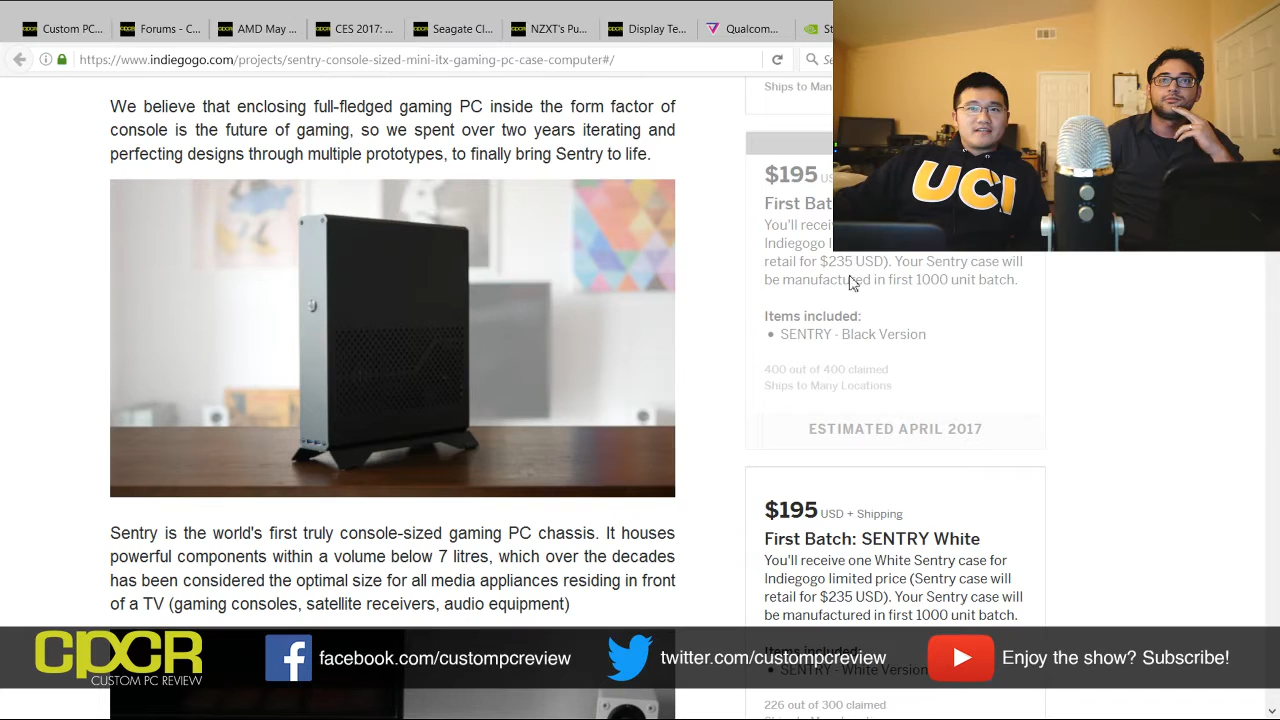 Custom PC...
Forums - C...
AMD May ...
CES 2017: ...
Seagate Cl...
NZXT's Pu...
Display Te...
Qualcom...
https://www.indiegogo.com/projects/sentry-console-sized-mini-itx-gaming-pc-case-computer#/
We believe that enclosing full-fledged gaming PC inside the form factor of
console is the future of gaming, so we spent over two years iterating and
perfecting designs through multiple prototypes, to finally bring Sentry to life.
Sentry is the world's first truly console-sized gaming PC chassis. It houses
powerful components within a volume below 7 litres, which over the decades
has been considered the optimal size for all media appliances residing in front
of a TV (gaming consoles, satellite receivers, audio equipment)
Ships to Man
$195
First Bat
You'll recei
Indiegogo l
retail for $235 USD). Your Sentry case will
be manufactured in first 1000 unit batch.
Items included:
• SENTRY - Black Version
400 out of 400 claimed
Ships to Many Locations
ESTIMATED APRIL 2017
$195 USD + Shipping
First Batch: SENTRY White
You'll receive one White Sentry case for
Indiegogo limited price (Sentry case will
retail for $235 USD). Your Sentry case will
be manufactured in first 1000 unit batch.
Items included:
• SENTRY - White Version
226 out of 300 claimed
UCI
CPCR
CUSTOM PC REVIEW
facebook.com/custompcreview
twitter.com/custompcreview
Enjoy the show? Subscribe!